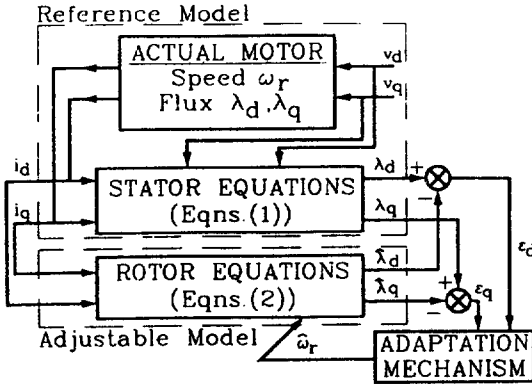 Reference Model
ACTUAL MOTOR
Speed ωr
Flux λd,λq
vd
vq
id
iq
STATOR EQUATIONS
(Eqns.(1))
λd
+
−
λq
ROTOR EQUATIONS
(Eqns.(2))
λ̂d
λ̂q
+
−
εq
εd
Adjustable Model
ω̂r
ADAPTATION
MECHANISM